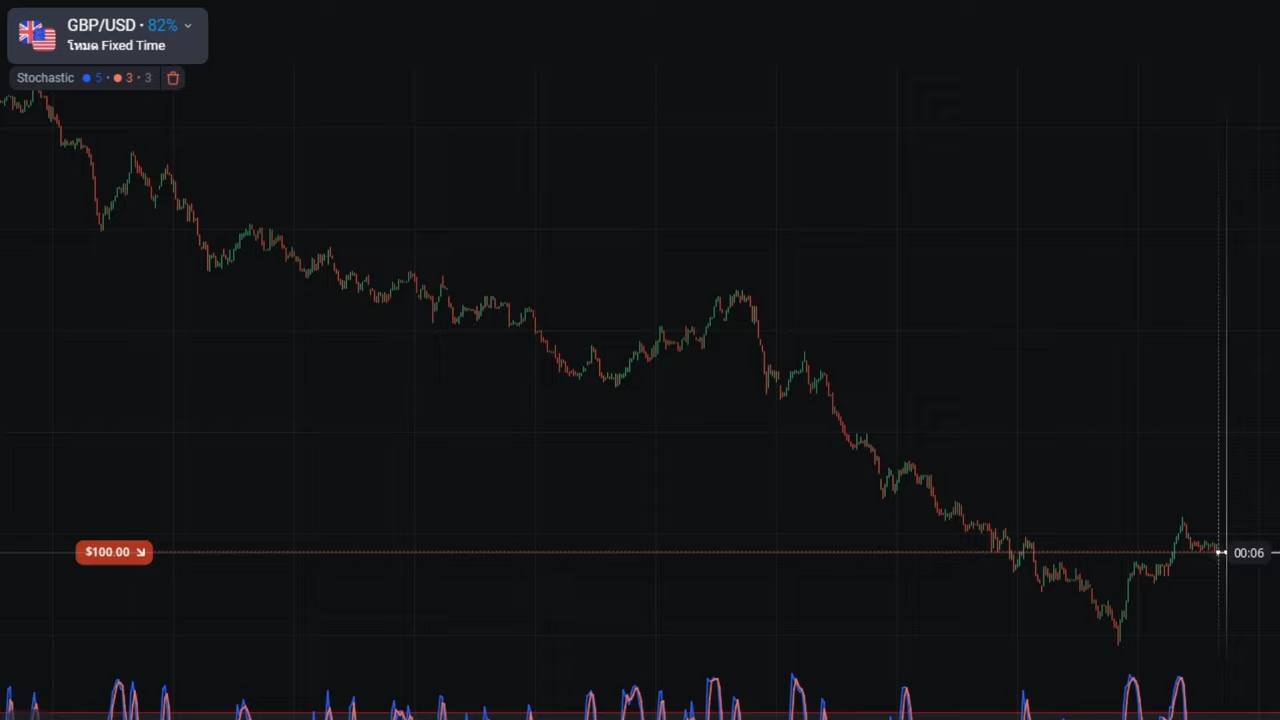 GBP/USD · 82%
โหมด Fixed Time
Stochastic 5 · 3 · 3
$100.00
00:06